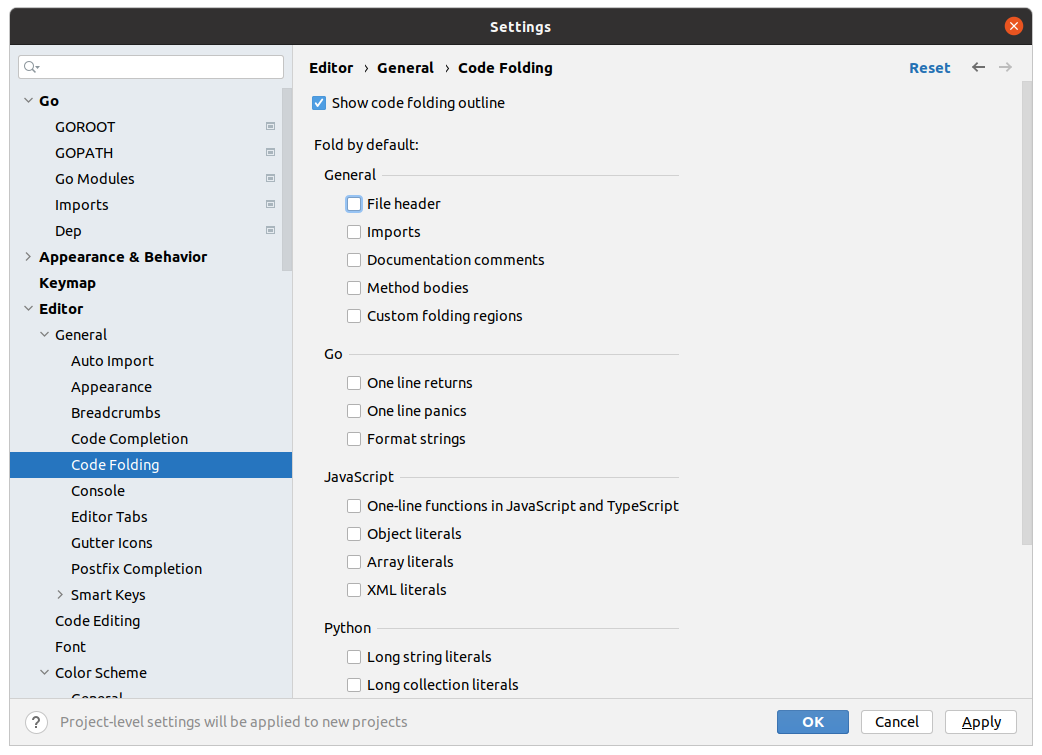 Settings
Go
GOROOT
GOPATH
Go Modules
Imports
Dep
Appearance & Behavior
Keymap
Editor
General
Auto Import
Appearance
Breadcrumbs
Code Completion
Code Folding
Console
Editor Tabs
Gutter Icons
Postfix Completion
Smart Keys
Code Editing
Font
Color Scheme
General
Editor › General › Code Folding
Reset
Show code folding outline
Fold by default:
General
File header
Imports
Documentation comments
Method bodies
Custom folding regions
Go
One line returns
One line panics
Format strings
JavaScript
One-line functions in JavaScript and TypeScript
Object literals
Array literals
XML literals
Python
Long string literals
Long collection literals
? Project-level settings will be applied to new projects
OK
Cancel
Apply